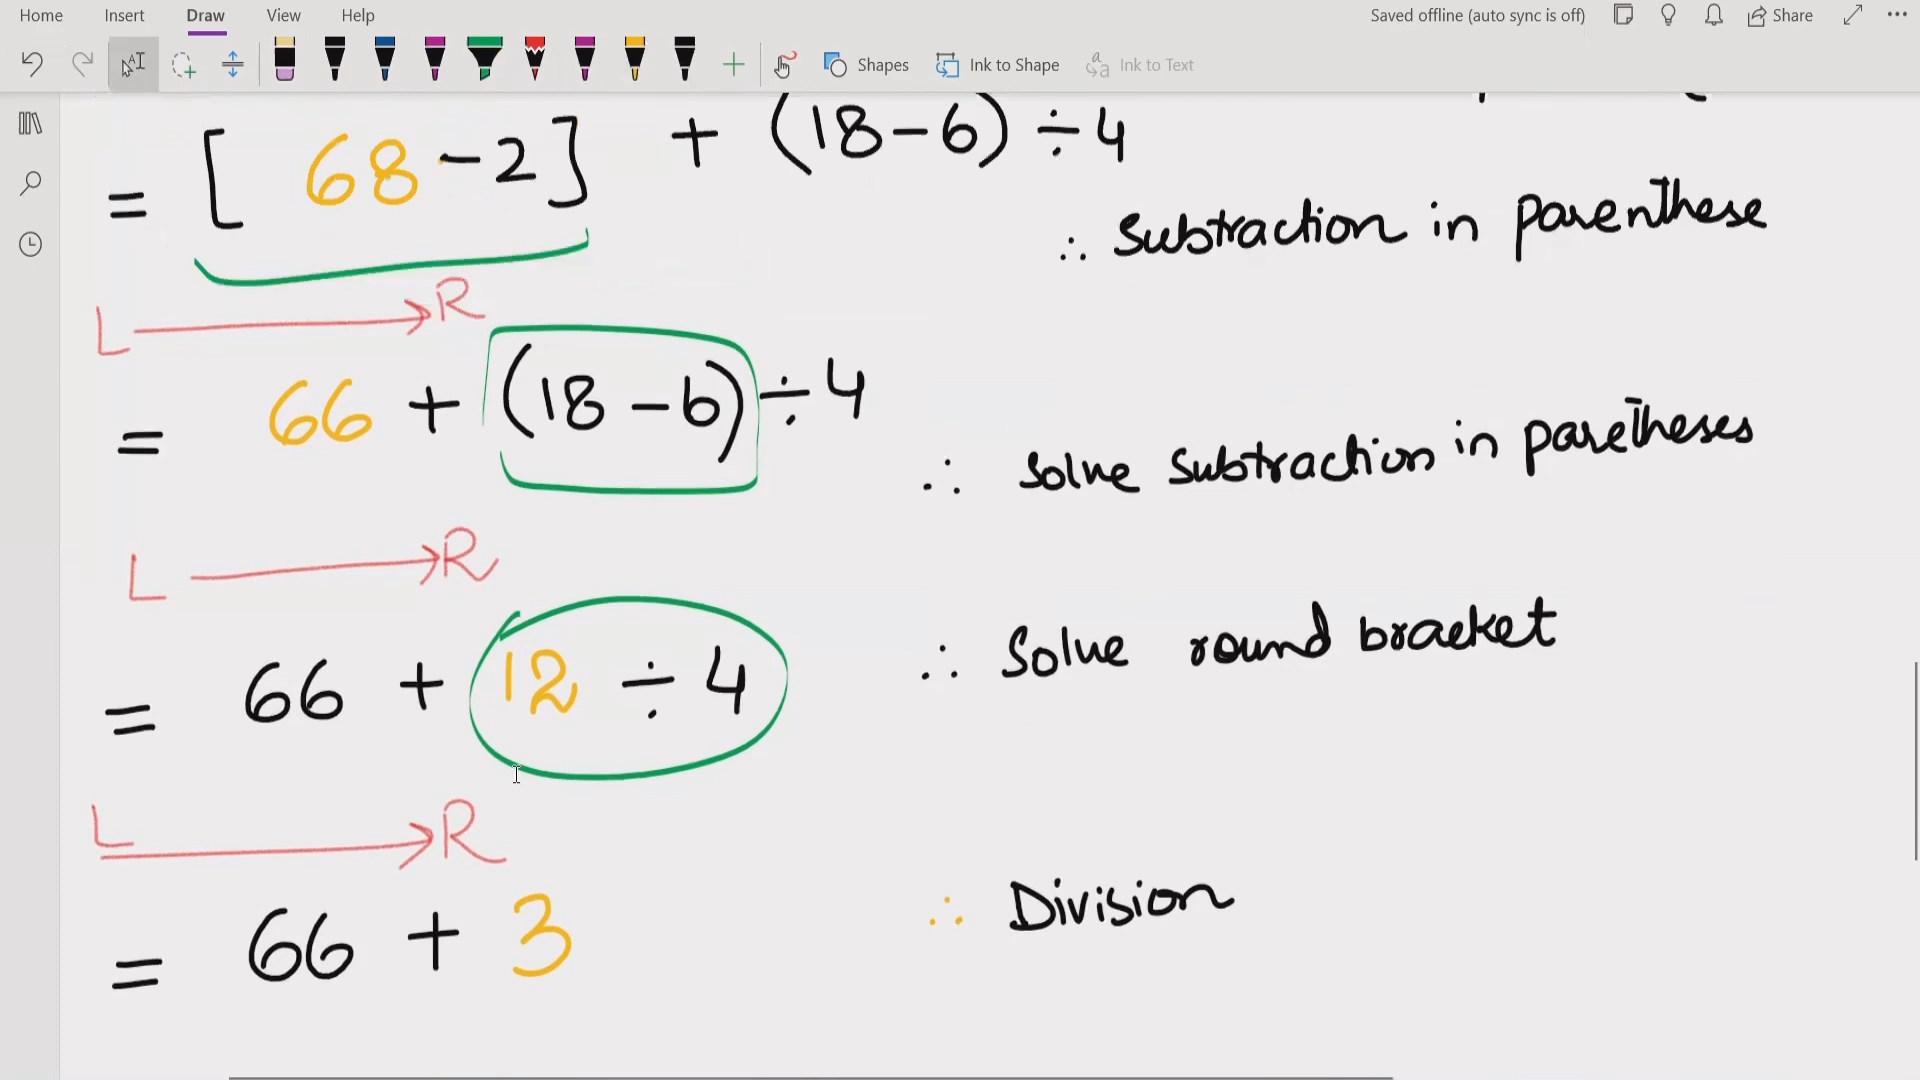 Home Insert Draw View Help Saved offline (auto sync is off) Share
Shapes Ink to Shape Ink to Text
= [ 68 - 2 ] + (18 - 6) ÷ 4
∴ Subtraction in parenthese
L → R
= 66 + (18 - 6) ÷ 4 ∴ Solve subtraction in paretheses
L → R
= 66 + 12 ÷ 4 ∴ Solve round bracket
L → R
= 66 + 3 ∴ Division